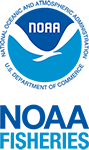 NATIONAL OCEANIC AND ATMOSPHERIC ADMINISTRATION
NOAA
U.S. DEPARTMENT OF COMMERCE
NOAA
FISHERIES